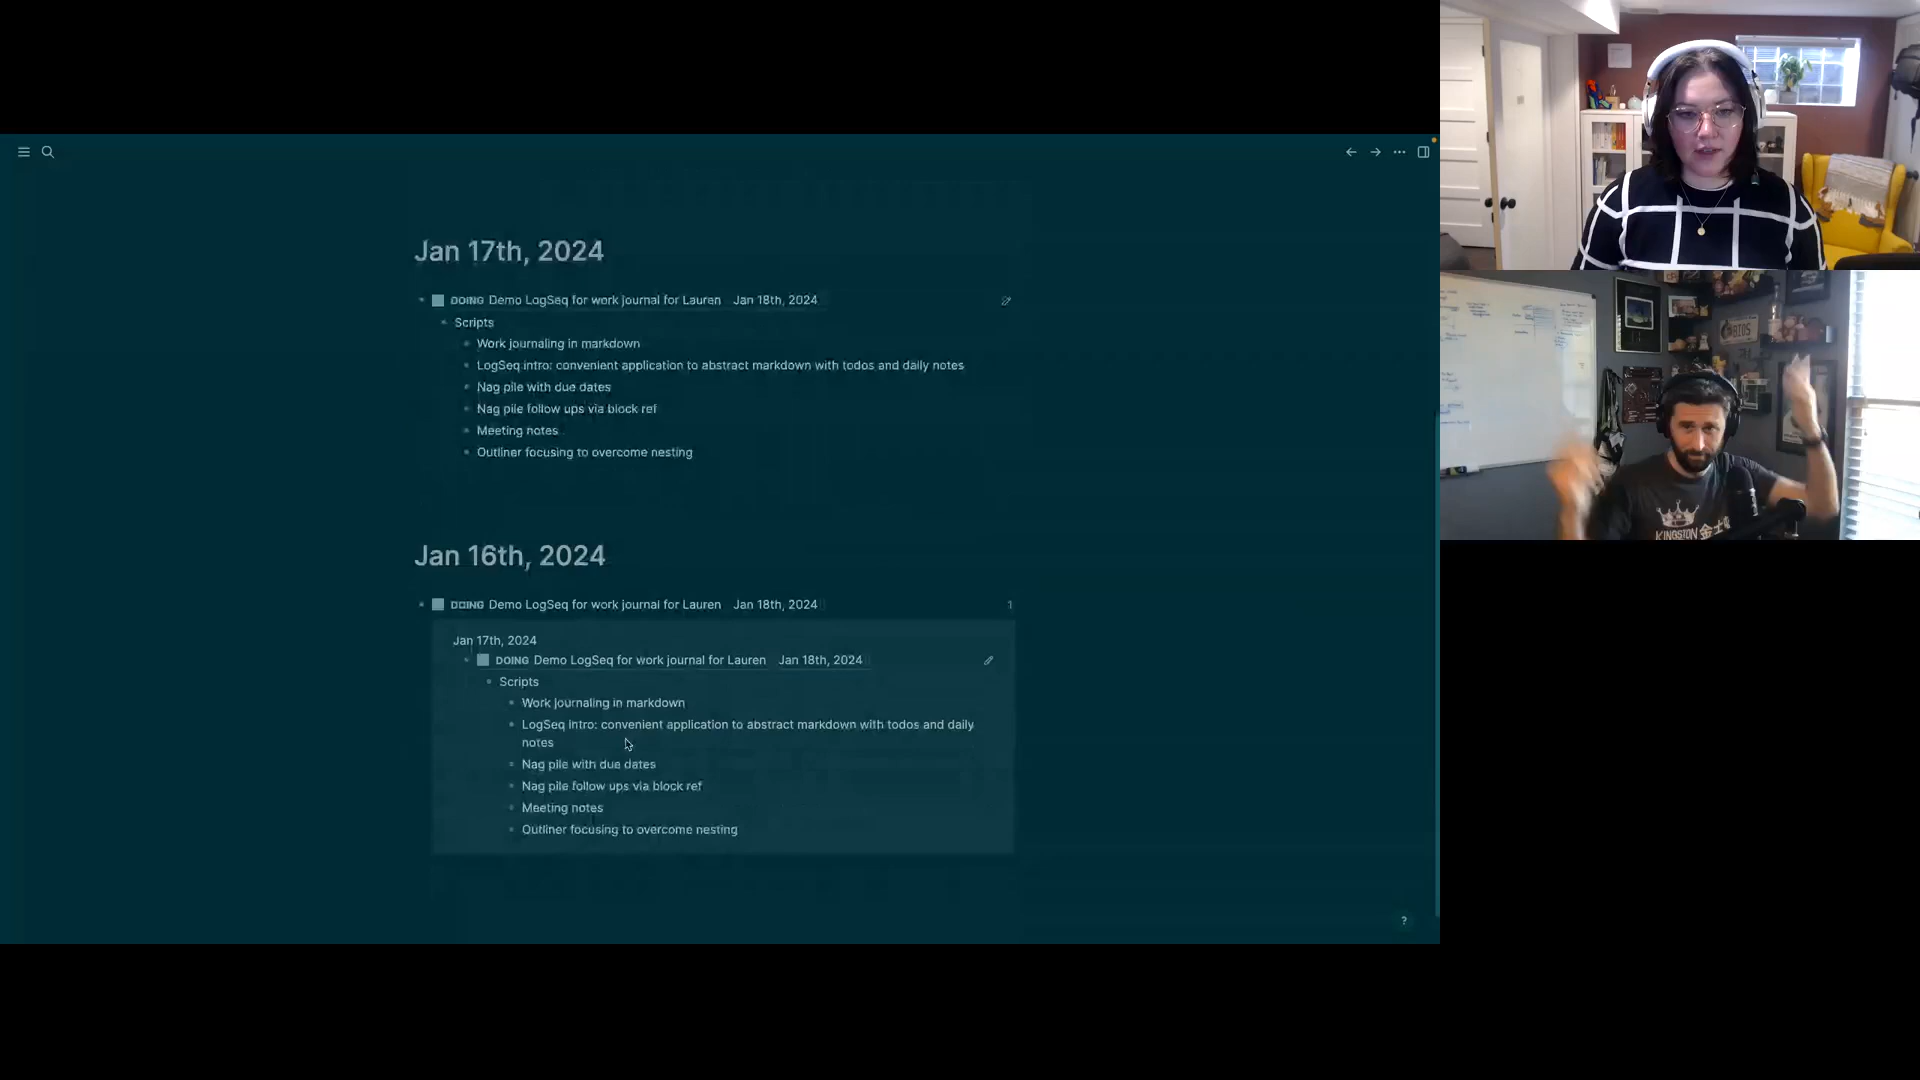 Jan 17th, 2024
DOING Demo LogSeq for work journal for Lauren Jan 18th, 2024
Scripts
Work journaling in markdown
LogSeq intro: convenient application to abstract markdown with todos and daily notes
Nag pile with due dates
Nag pile follow ups via block ref
Meeting notes
Outliner focusing to overcome nesting
Jan 16th, 2024
DOING Demo LogSeq for work journal for Lauren Jan 18th, 2024 1
Jan 17th, 2024
DOING Demo LogSeq for work journal for Lauren Jan 18th, 2024
Scripts
Work journaling in markdown
LogSeq intro: convenient application to abstract markdown with todos and daily
notes
Nag pile with due dates
Nag pile follow ups via block ref
Meeting notes
Outliner focusing to overcome nesting
?
BIOS
KINGSTON 金士